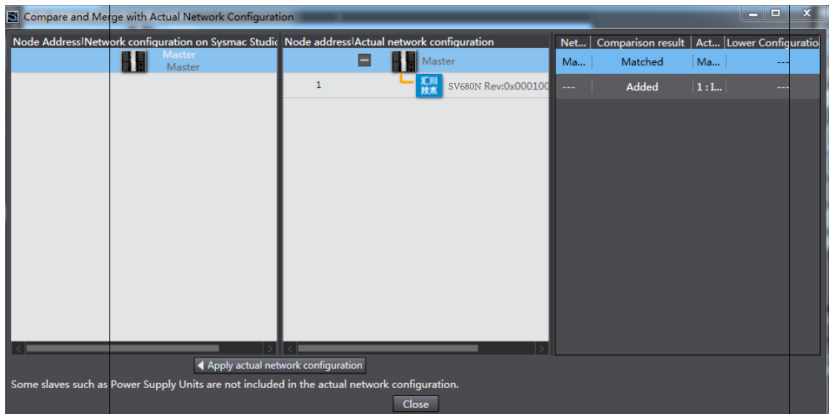 Compare and Merge with Actual Network Configuration
Node Address|Network configuration on Sysmac Studio
Node address|Actual network configuration
Net... Comparison result Act... Lower Configuratio
Master
Master
Master
Ma... Matched Ma... ---
1 汇川技术 SV680N Rev:0x000100
--- Added 1 : I... ---
Apply actual network configuration
Some slaves such as Power Supply Units are not included in the actual network configuration.
Close